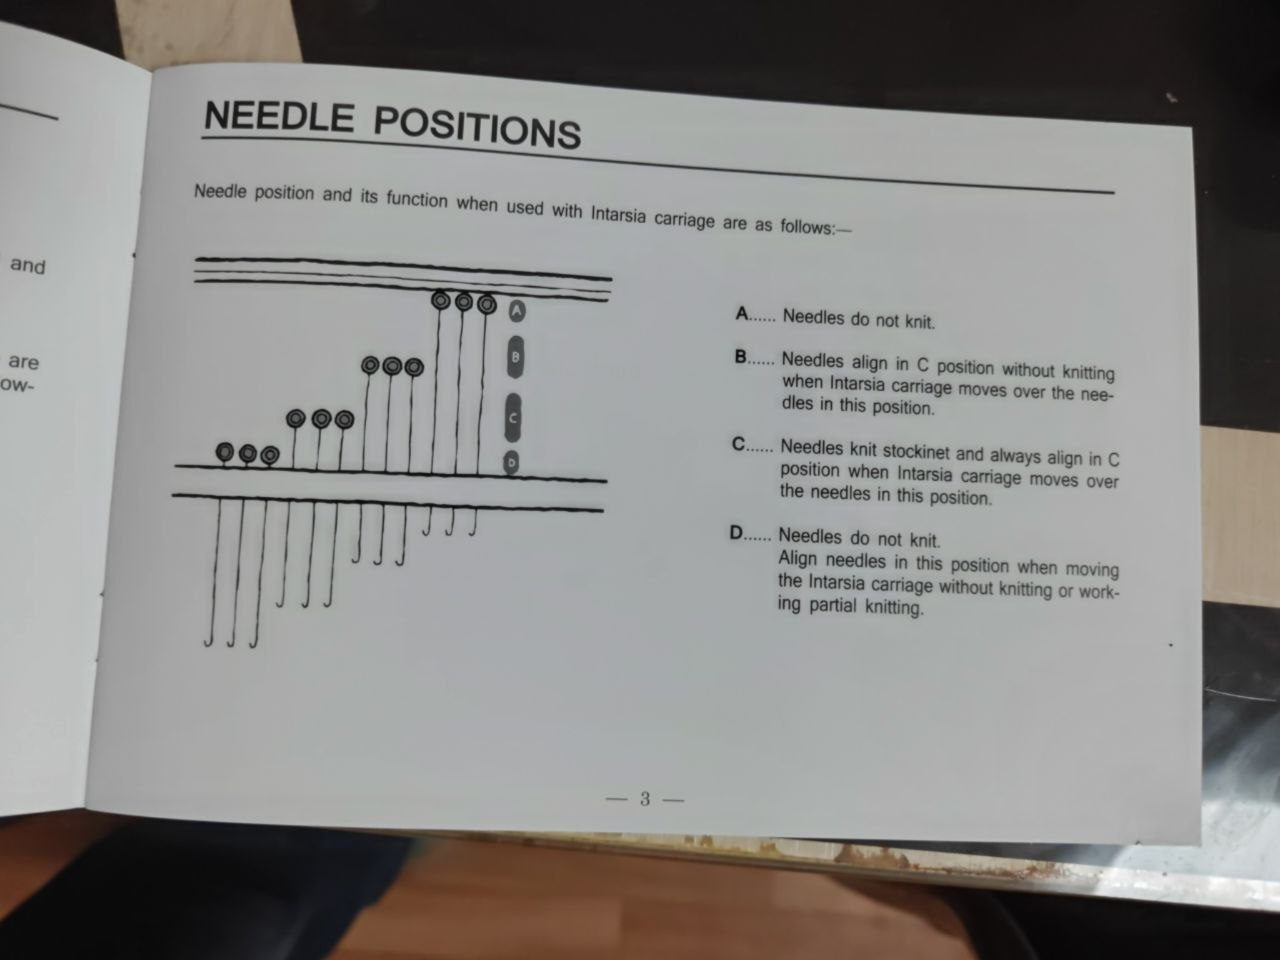 and
are
ow-
NEEDLE POSITIONS
Needle position and its function when used with Intarsia carriage are as follows:—
A
B
C
D
A...... Needles do not knit.
B...... Needles align in C position without knitting
when Intarsia carriage moves over the nee-
dles in this position.
C...... Needles knit stockinet and always align in C
position when Intarsia carriage moves over
the needles in this position.
D...... Needles do not knit.
Align needles in this position when moving
the Intarsia carriage without knitting or work-
ing partial knitting.
— 3 —